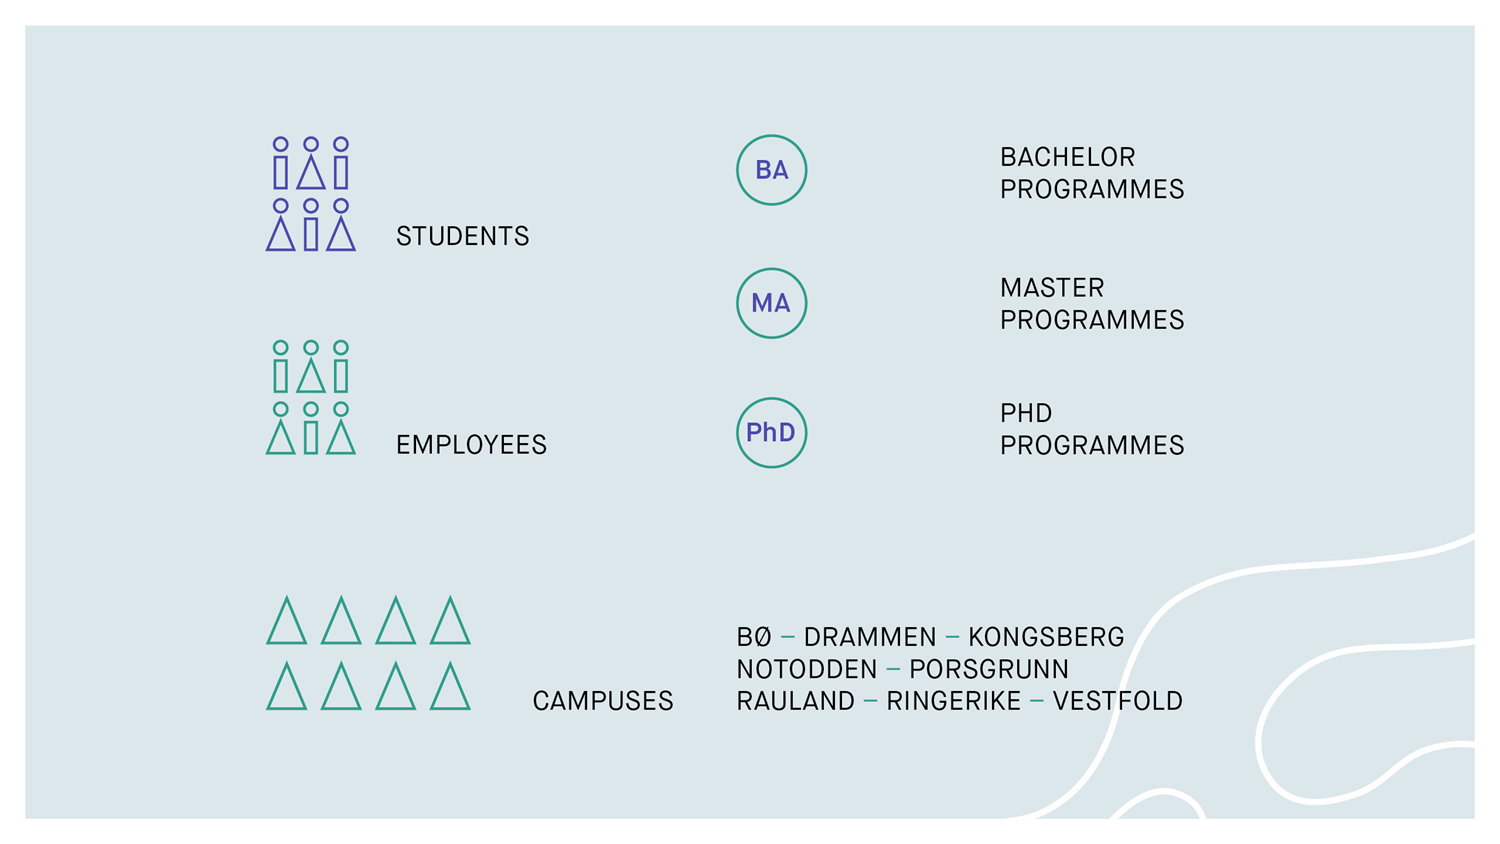 STUDENTS
EMPLOYEES
BA
BACHELOR
PROGRAMMES
MA
MASTER
PROGRAMMES
PhD
PHD
PROGRAMMES
CAMPUSES
BØ – DRAMMEN – KONGSBERG
NOTODDEN – PORSGRUNN
RAULAND – RINGERIKE – VESTFOLD